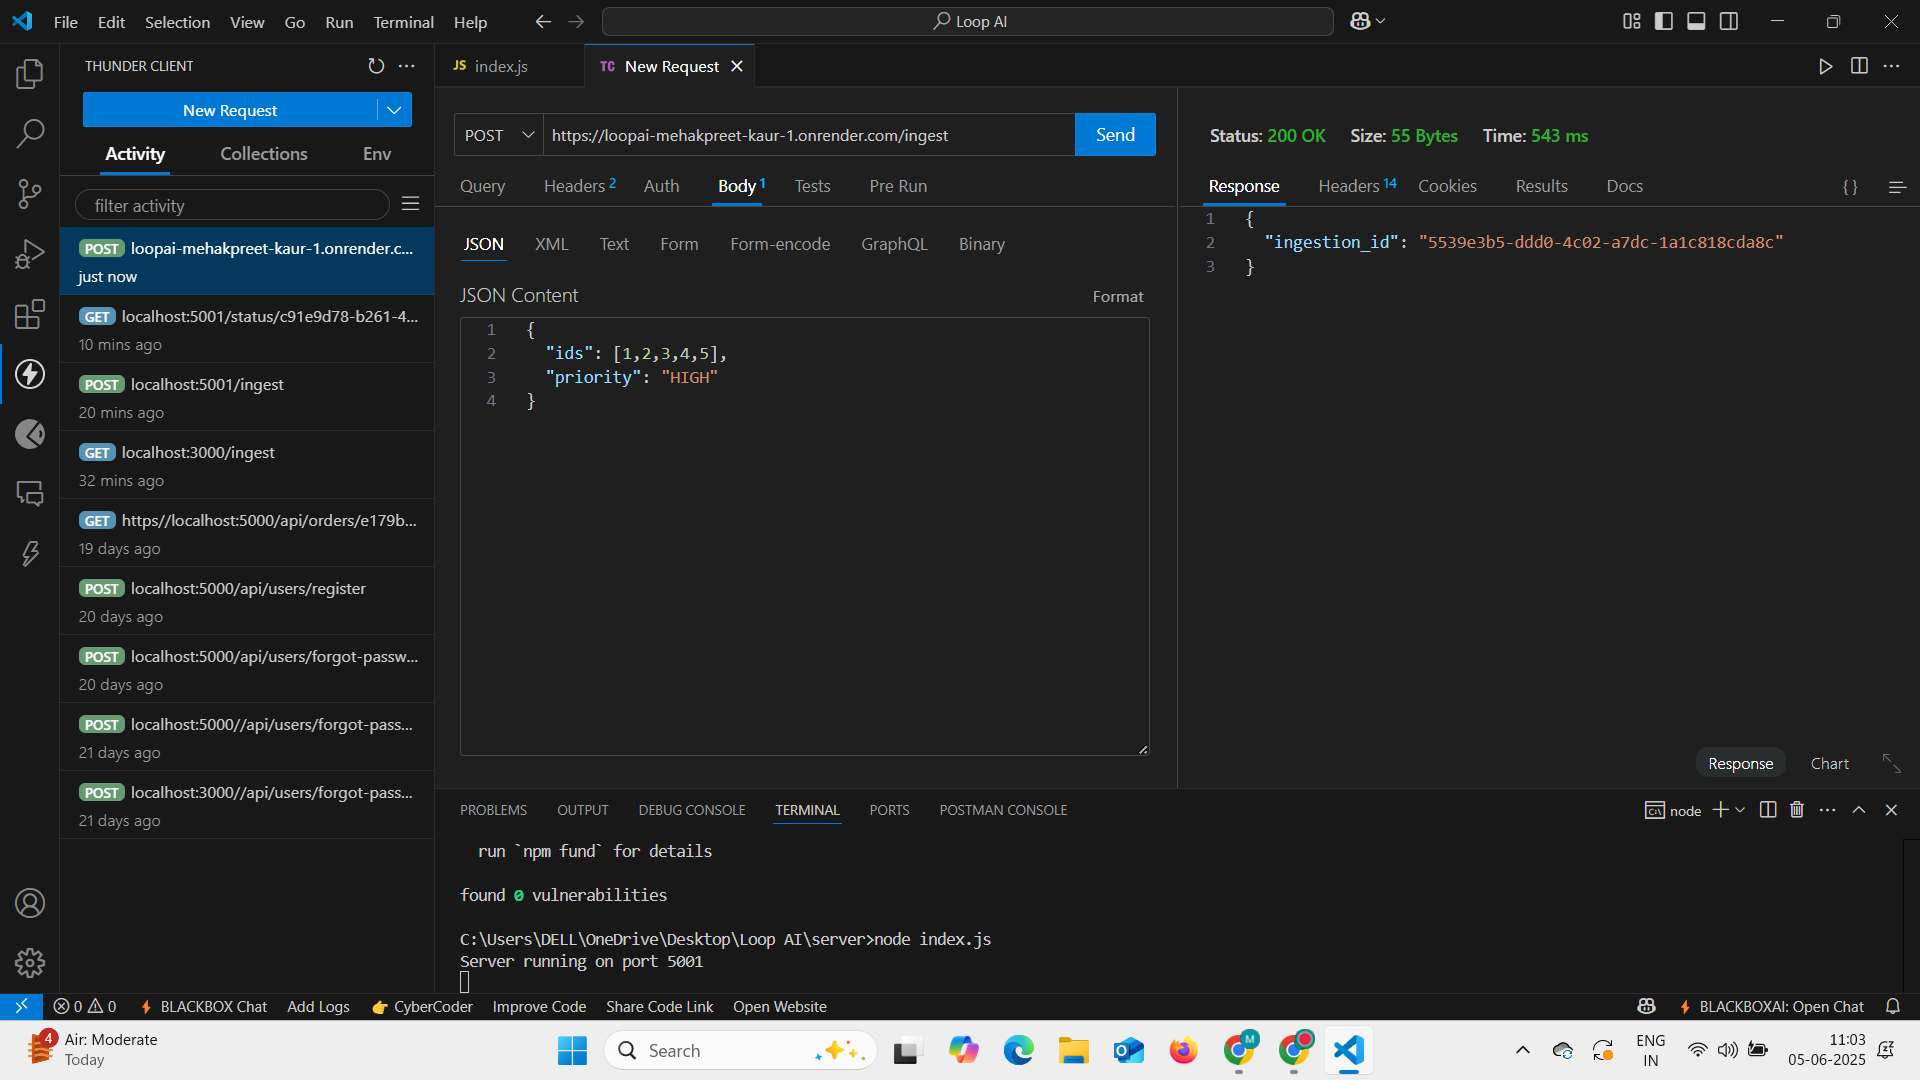 File Edit Selection View Go Run Terminal Help
Loop AI
THUNDER CLIENT
New Request
Activity Collections Env
filter activity
POST loopai-mehakpreet-kaur-1.onrender.c...
just now
GET localhost:5001/status/c91e9d78-b261-4...
10 mins ago
POST localhost:5001/ingest
20 mins ago
GET localhost:3000/ingest
32 mins ago
GET https//localhost:5000/api/orders/e179b...
19 days ago
POST localhost:5000/api/users/register
20 days ago
POST localhost:5000/api/users/forgot-passw...
20 days ago
POST localhost:5000//api/users/forgot-pass...
21 days ago
POST localhost:3000//api/users/forgot-pass...
21 days ago
JS index.js
TC New Request
POST https://loopai-mehakpreet-kaur-1.onrender.com/ingest Send
Query Headers 2 Auth Body 1 Tests Pre Run
JSON XML Text Form Form-encode GraphQL Binary
JSON Content Format
1 {
2 "ids": [1,2,3,4,5],
3 "priority": "HIGH"
4 }
Status: 200 OK Size: 55 Bytes Time: 543 ms
Response Headers 14 Cookies Results Docs { }
1 {
2 "ingestion_id": "5539e3b5-ddd0-4c02-a7dc-1a1c818cda8c"
3 }
Response Chart
PROBLEMS OUTPUT DEBUG CONSOLE TERMINAL PORTS POSTMAN CONSOLE
node
run `npm fund` for details
found 0 vulnerabilities
C:\Users\DELL\OneDrive\Desktop\Loop AI\server>node index.js
Server running on port 5001
0 0 BLACKBOX Chat Add Logs CyberCoder Improve Code Share Code Link Open Website
BLACKBOXAI: Open Chat
4 Air: Moderate
Today
Search
M
ENG
IN
11:03
05-06-2025